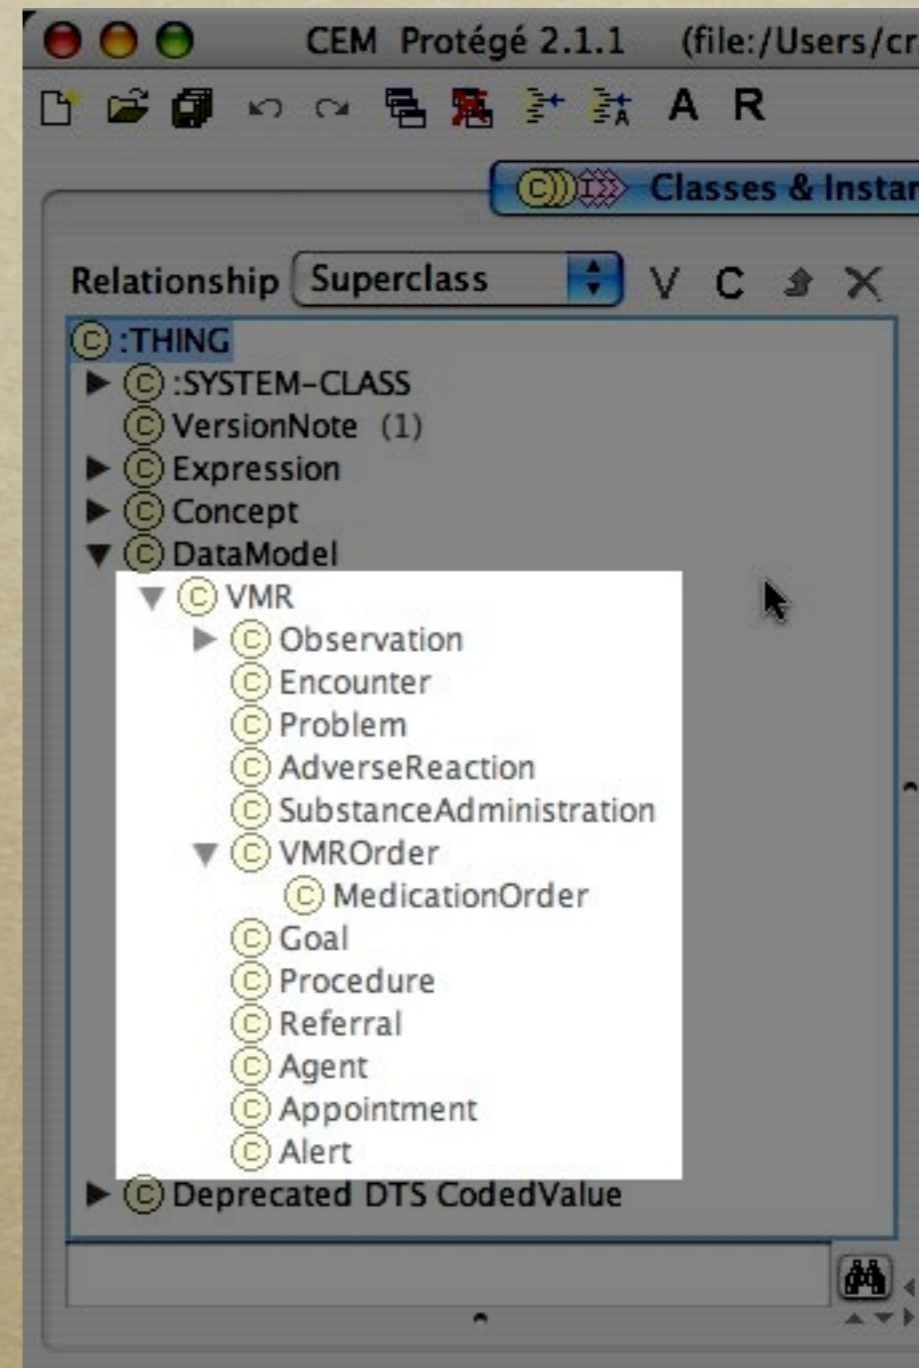 CEM Protégé 2.1.1 (file:/Users/cr
A R
C I Classes & Instan
Relationship Superclass V C
C :THING
C :SYSTEM-CLASS
C VersionNote (1)
C Expression
C Concept
C DataModel
C VMR
C Observation
C Encounter
C Problem
C AdverseReaction
C SubstanceAdministration
C VMROrder
C MedicationOrder
C Goal
C Procedure
C Referral
C Agent
C Appointment
C Alert
C Deprecated DTS CodedValue